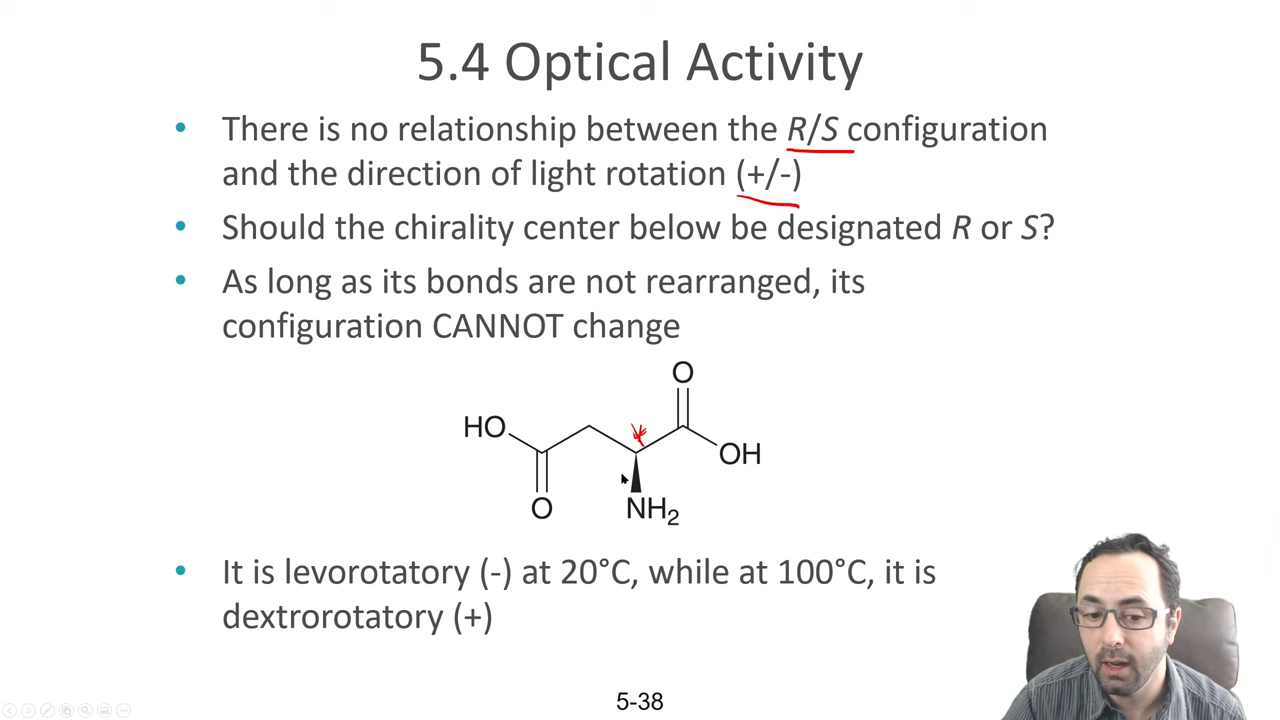 5.4 Optical Activity
• There is no relationship between the R/S configuration
and the direction of light rotation (+/-)
• Should the chirality center below be designated R or S?
• As long as its bonds are not rearranged, its
configuration CANNOT change
O
HO
OH
O
NH2
• It is levorotatory (-) at 20°C, while at 100°C, it is
dextrorotatory (+)
5-38